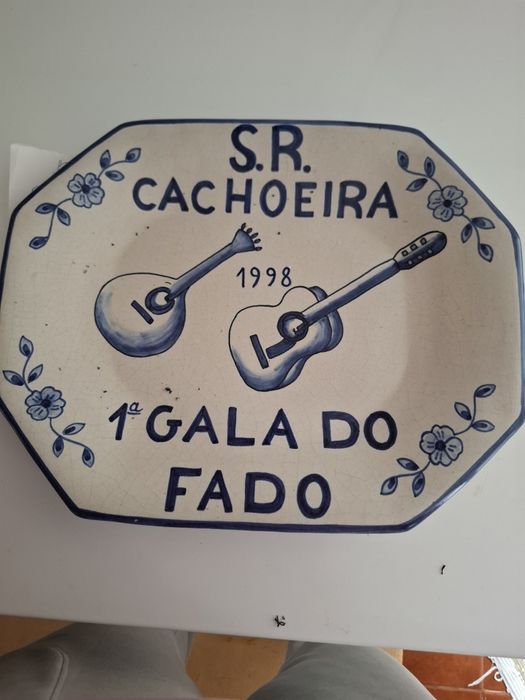 S.R.
CACHOEIRA
1998
1ª GALA DO
FADO